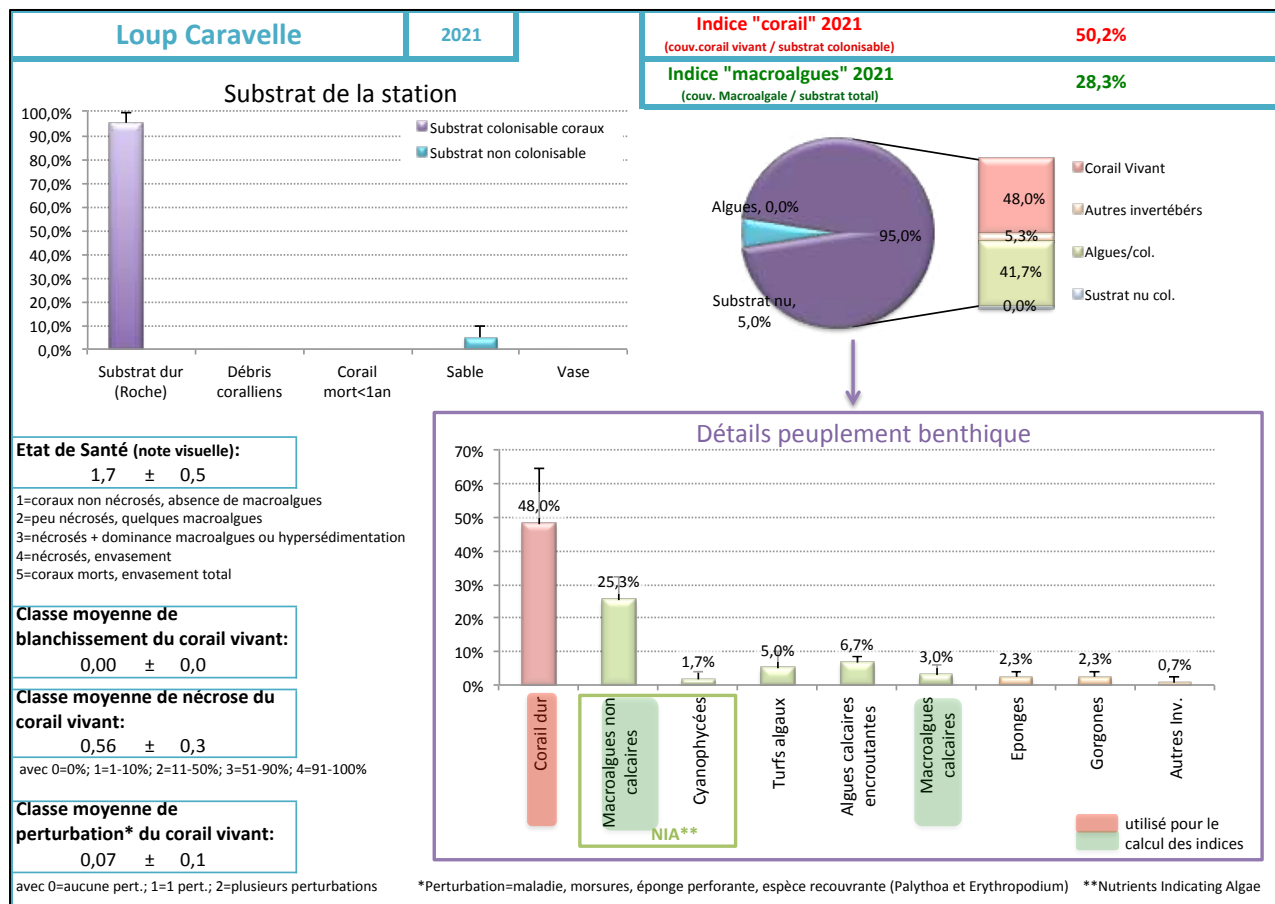 Loup Caravelle
2021
Indice "corail" 2021
(couv.corail vivant / substrat colonisable)
50,2%
Indice "macroalgues" 2021
(couv. Macroalgale / substrat total)
28,3%
Substrat de la station
100,0%
90,0%
80,0%
70,0%
60,0%
50,0%
40,0%
30,0%
20,0%
10,0%
0,0%
Substrat colonisable coraux
Substrat non colonisable
Substrat dur (Roche)
Débris coralliens
Corail mort<1an
Sable
Vase
Algues, 0,0%
95,0%
Substrat nu, 5,0%
48,0%
5,3%
41,7%
0,0%
Corail Vivant
Autres invertébérs
Algues/col.
Sustrat nu col.
Etat de Santé (note visuelle):
1,7 ± 0,5
1=coraux non nécrosés, absence de macroalgues
2=peu nécrosés, quelques macroalgues
3=nécrosés + dominance macroalgues ou hypersédimentation
4=nécrosés, envasement
5=coraux morts, envasement total
Classe moyenne de
blanchissement du corail vivant:
0,00 ± 0,0
Classe moyenne de nécrose du
corail vivant:
0,56 ± 0,3
avec 0=0%; 1=1-10%; 2=11-50%; 3=51-90%; 4=91-100%
Classe moyenne de
perturbation* du corail vivant:
0,07 ± 0,1
avec 0=aucune pert.; 1=1 pert.; 2=plusieurs perturbations
Détails peuplement benthique
70%
60%
50%
40%
30%
20%
10%
0%
48,0%
25,3%
1,7%
5,0%
6,7%
3,0%
2,3%
2,3%
0,7%
Corail dur
Macroalgues non calcaires
Cyanophycées
Turfs algaux
Algues calcaires encroutantes
Macroalgues calcaires
Eponges
Gorgones
Autres Inv.
NIA**
utilisé pour le
calcul des indices
*Perturbation=maladie, morsures, éponge perforante, espèce recouvrante (Palythoa et Erythropodium) **Nutrients Indicating Algae